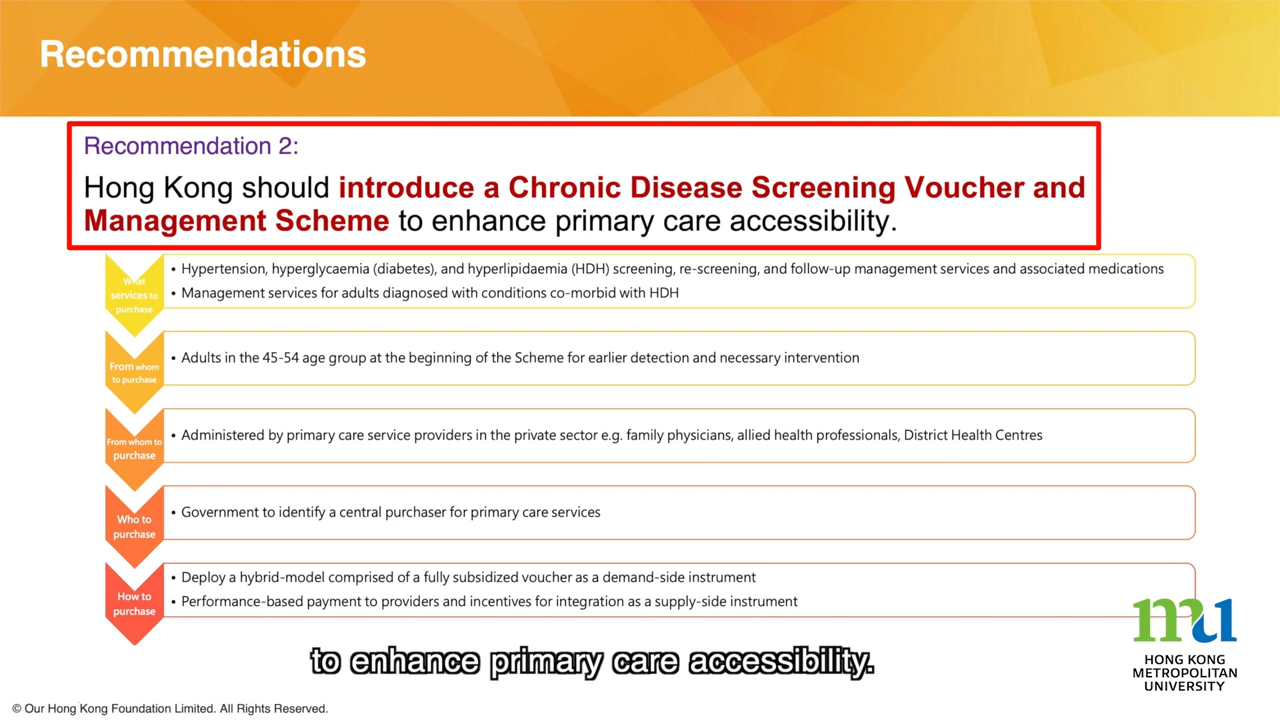 Recommendations
Recommendation 2:
Hong Kong should introduce a Chronic Disease Screening Voucher and
Management Scheme to enhance primary care accessibility.
What
services to
purchase
• Hypertension, hyperglycaemia (diabetes), and hyperlipidaemia (HDH) screening, re-screening, and follow-up management services and associated medications
• Management services for adults diagnosed with conditions co-morbid with HDH
From whom
to purchase
• Adults in the 45-54 age group at the beginning of the Scheme for earlier detection and necessary intervention
From whom to
purchase
• Administered by primary care service providers in the private sector e.g. family physicians, allied health professionals, District Health Centres
Who to
purchase
• Government to identify a central purchaser for primary care services
How to
purchase
• Deploy a hybrid-model comprised of a fully subsidized voucher as a demand-side instrument
• Performance-based payment to providers and incentives for integration as a supply-side instrument
to enhance primary care accessibility.
mu
HONG KONG
METROPOLITAN
UNIVERSITY
© Our Hong Kong Foundation Limited. All Rights Reserved.